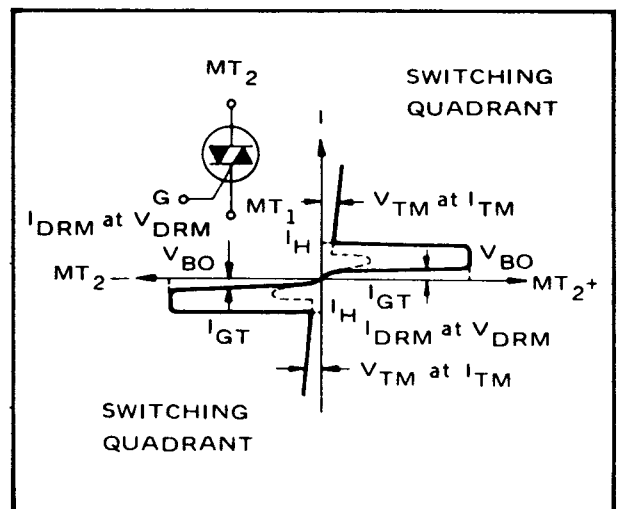 MT2
SWITCHING
QUADRANT
I
G
MT1
VTM at ITM
IDRM at VDRM
IH
VBO
VBO
MT2−
MT2+
IGT
IH
IGT
IDRM at VDRM
VTM at ITM
SWITCHING
QUADRANT